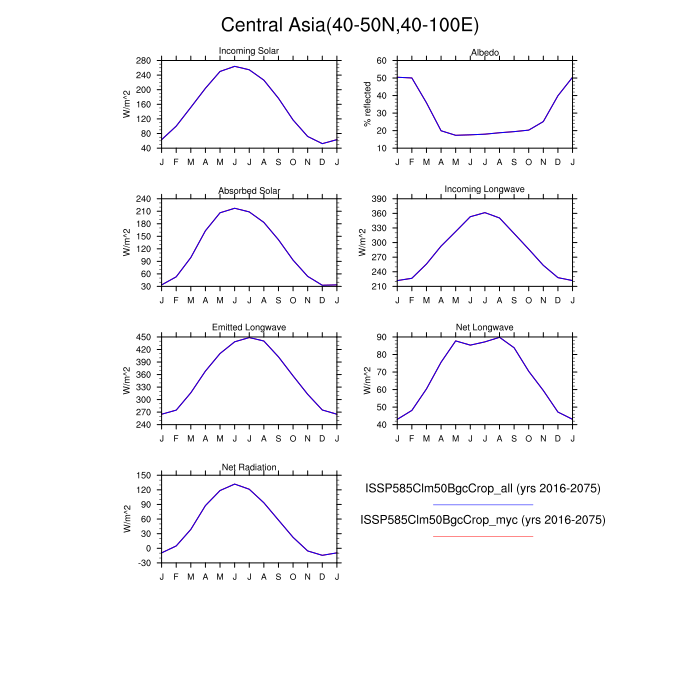 Central Asia(40-50N,40-100E)
Incoming Solar
W/m^2
280
240
200
160
120
80
40
J F M A M J J A S O N D J
Albedo
% reflected
60
50
40
30
20
10
J F M A M J J A S O N D J
Absorbed Solar
W/m^2
240
210
180
150
120
90
60
30
J F M A M J J A S O N D J
Incoming Longwave
W/m^2
390
360
330
300
270
240
210
J F M A M J J A S O N D J
Emitted Longwave
W/m^2
450
420
390
360
330
300
270
240
J F M A M J J A S O N D J
Net Longwave
W/m^2
90
80
70
60
50
40
J F M A M J J A S O N D J
Net Radiation
W/m^2
150
120
90
60
30
0
-30
J F M A M J J A S O N D J
ISSP585Clm50BgcCrop_all (yrs 2016-2075)
ISSP585Clm50BgcCrop_myc (yrs 2016-2075)